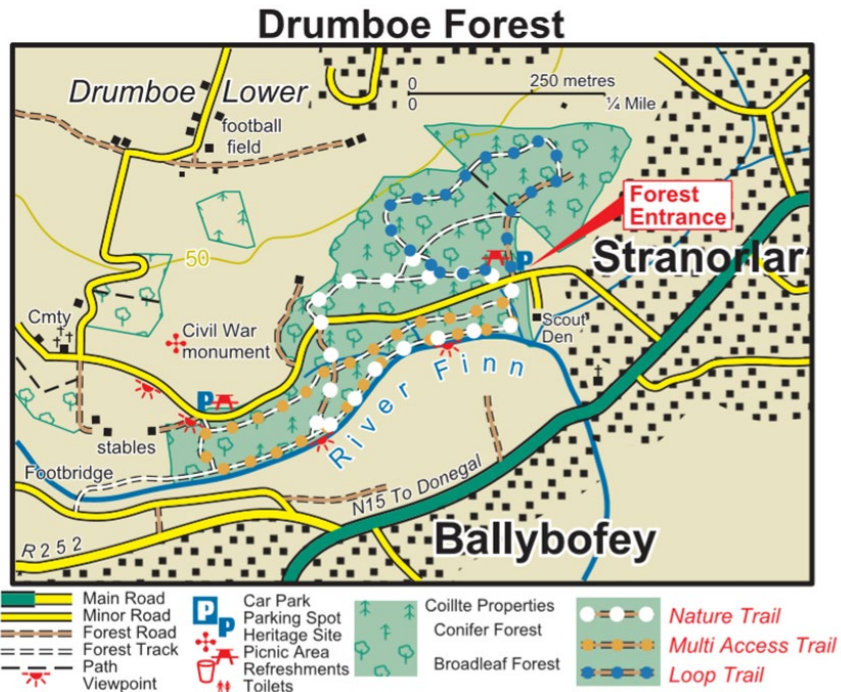 Drumboe Forest
0 250 metres
0 ¼ Mile
Drumboe Lower
football
field
Forest
Entrance
50
P
Stranorlar
Cmty
Civil War
monument
Scout
Den
P
River Finn
stables
Footbridge
N15 To Donegal
R252
Ballybofey
Main Road
Minor Road
Forest Road
Forest Track
Path
Viewpoint
P
P
Car Park
Parking Spot
Heritage Site
Picnic Area
Refreshments
Toilets
Coillte Properties
Conifer Forest
Broadleaf Forest
Nature Trail
Multi Access Trail
Loop Trail